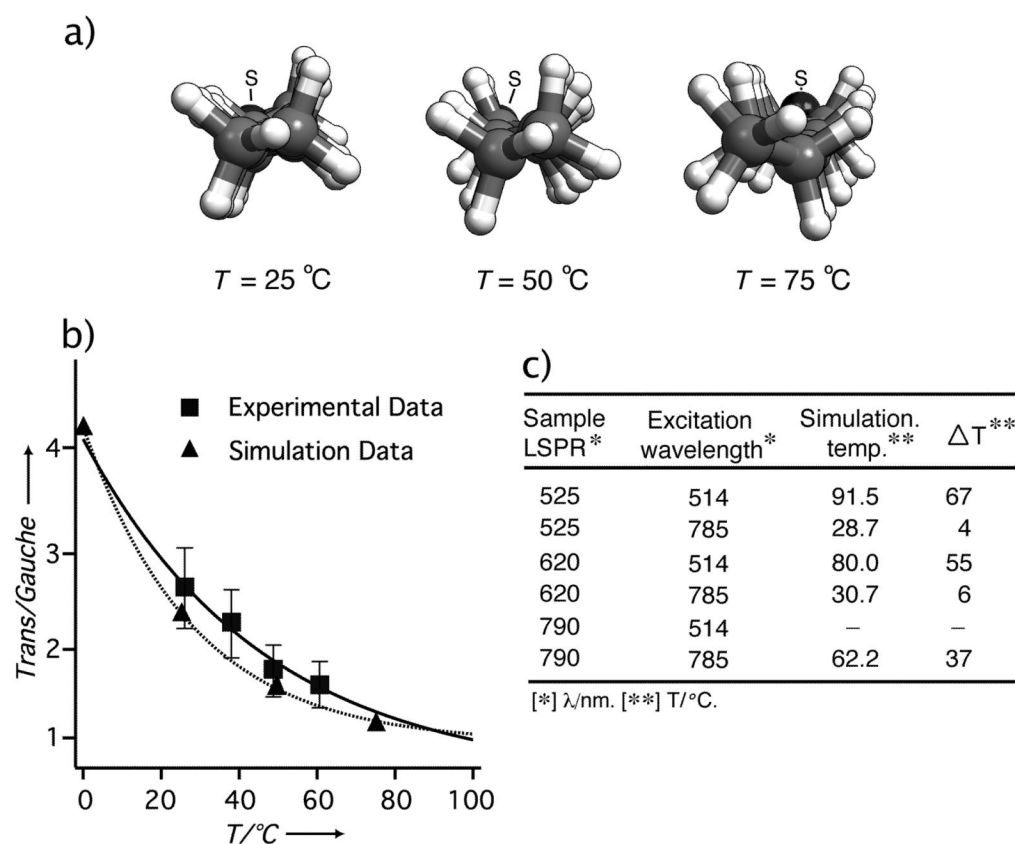 a)
S S S
T = 25 °C T = 50 °C T = 75 °C
b)
Trans/Gauche
4
3
2
1
■ Experimental Data
▲ Simulation Data
0 20 40 60 80 100
T/°C
c)
Sample Excitation Simulation. △T**
LSPR* wavelength* temp.**
525 514 91.5 67
525 785 28.7 4
620 514 80.0 55
620 785 30.7 6
790 514 – –
790 785 62.2 37
[*] λ/nm. [**] T/°C.